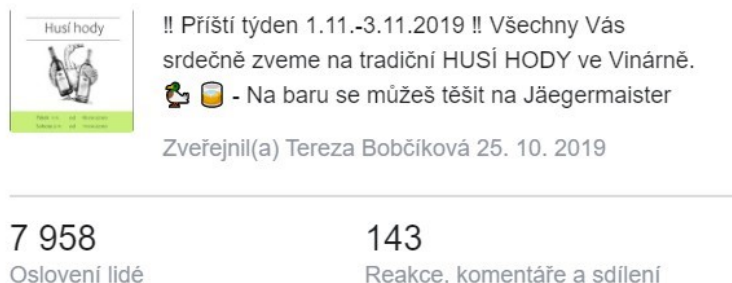 Husí hody
!! Příští týden 1.11.-3.11.2019 !! Všechny Vás
srdečně zveme na tradiční HUSÍ HODY ve Vinárně.
🦆 🥃 - Na baru se můžeš těšit na Jäegermaister
Zveřejnil(a) Tereza Bobčíková 25. 10. 2019
7 958
143
Oslovení lidé
Reakce, komentáře a sdílení